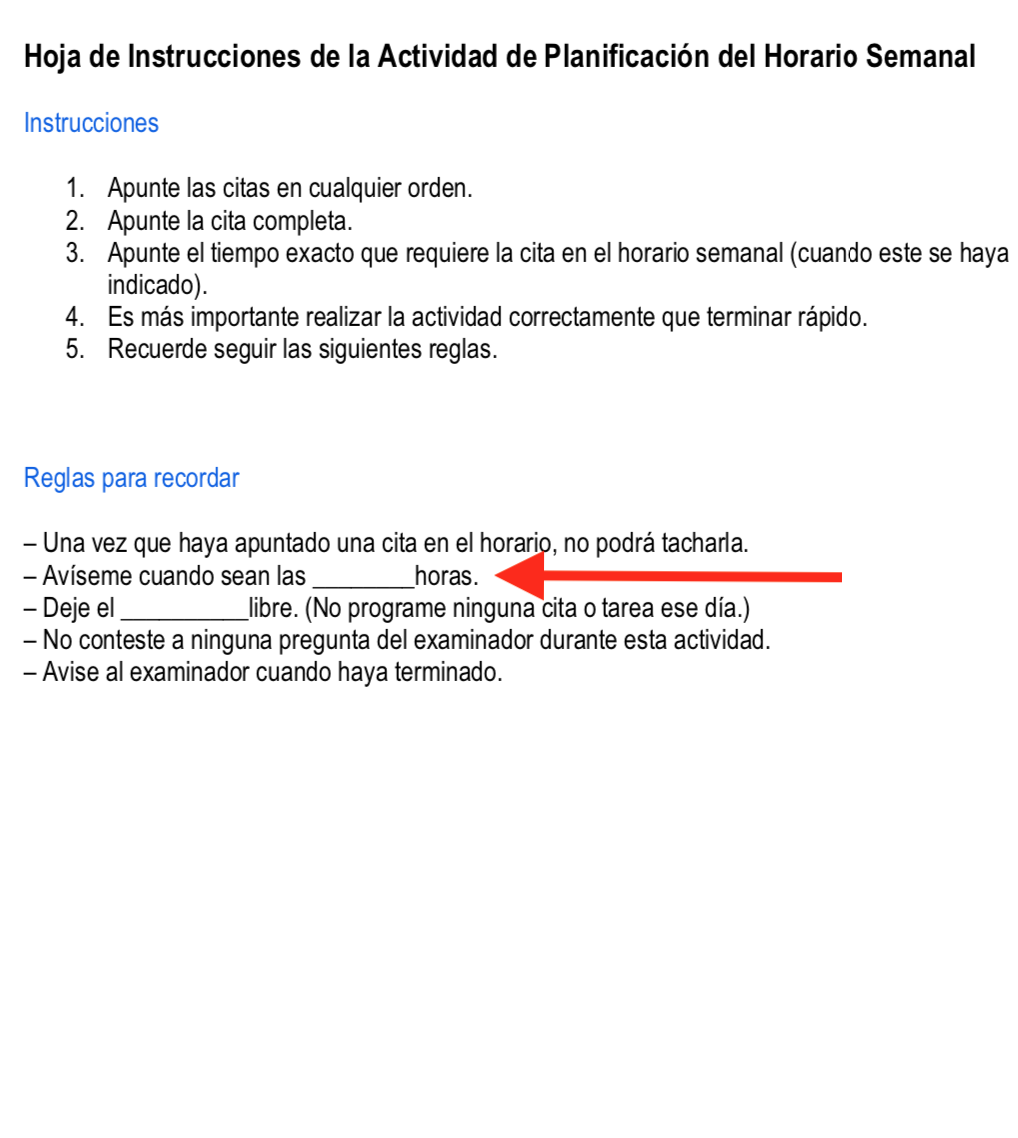 Hoja de Instrucciones de la Actividad de Planificación del Horario Semanal
Instrucciones
1. Apunte las citas en cualquier orden.
2. Apunte la cita completa.
3. Apunte el tiempo exacto que requiere la cita en el horario semanal (cuando este se haya
indicado).
4. Es más importante realizar la actividad correctamente que terminar rápido.
5. Recuerde seguir las siguientes reglas.
Reglas para recordar
– Una vez que haya apuntado una cita en el horario, no podrá tacharla.
– Avíseme cuando sean las ________horas.
– Deje el __________libre. (No programe ninguna cita o tarea ese día.)
– No conteste a ninguna pregunta del examinador durante esta actividad.
– Avise al examinador cuando haya terminado.